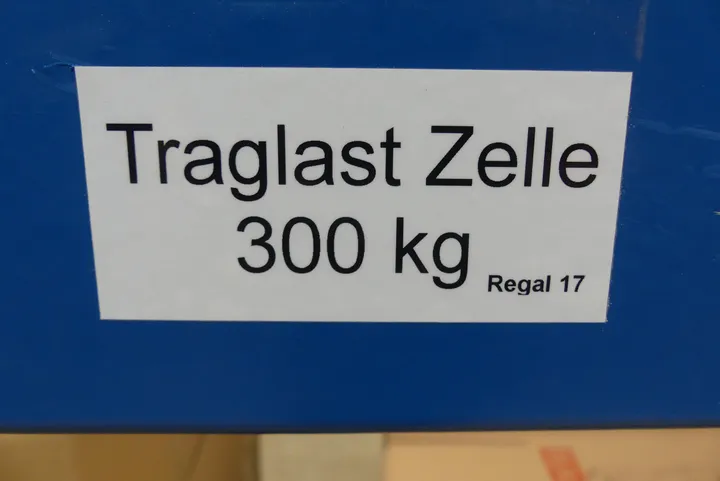 Traglast Zelle
300 kg
Regal 17